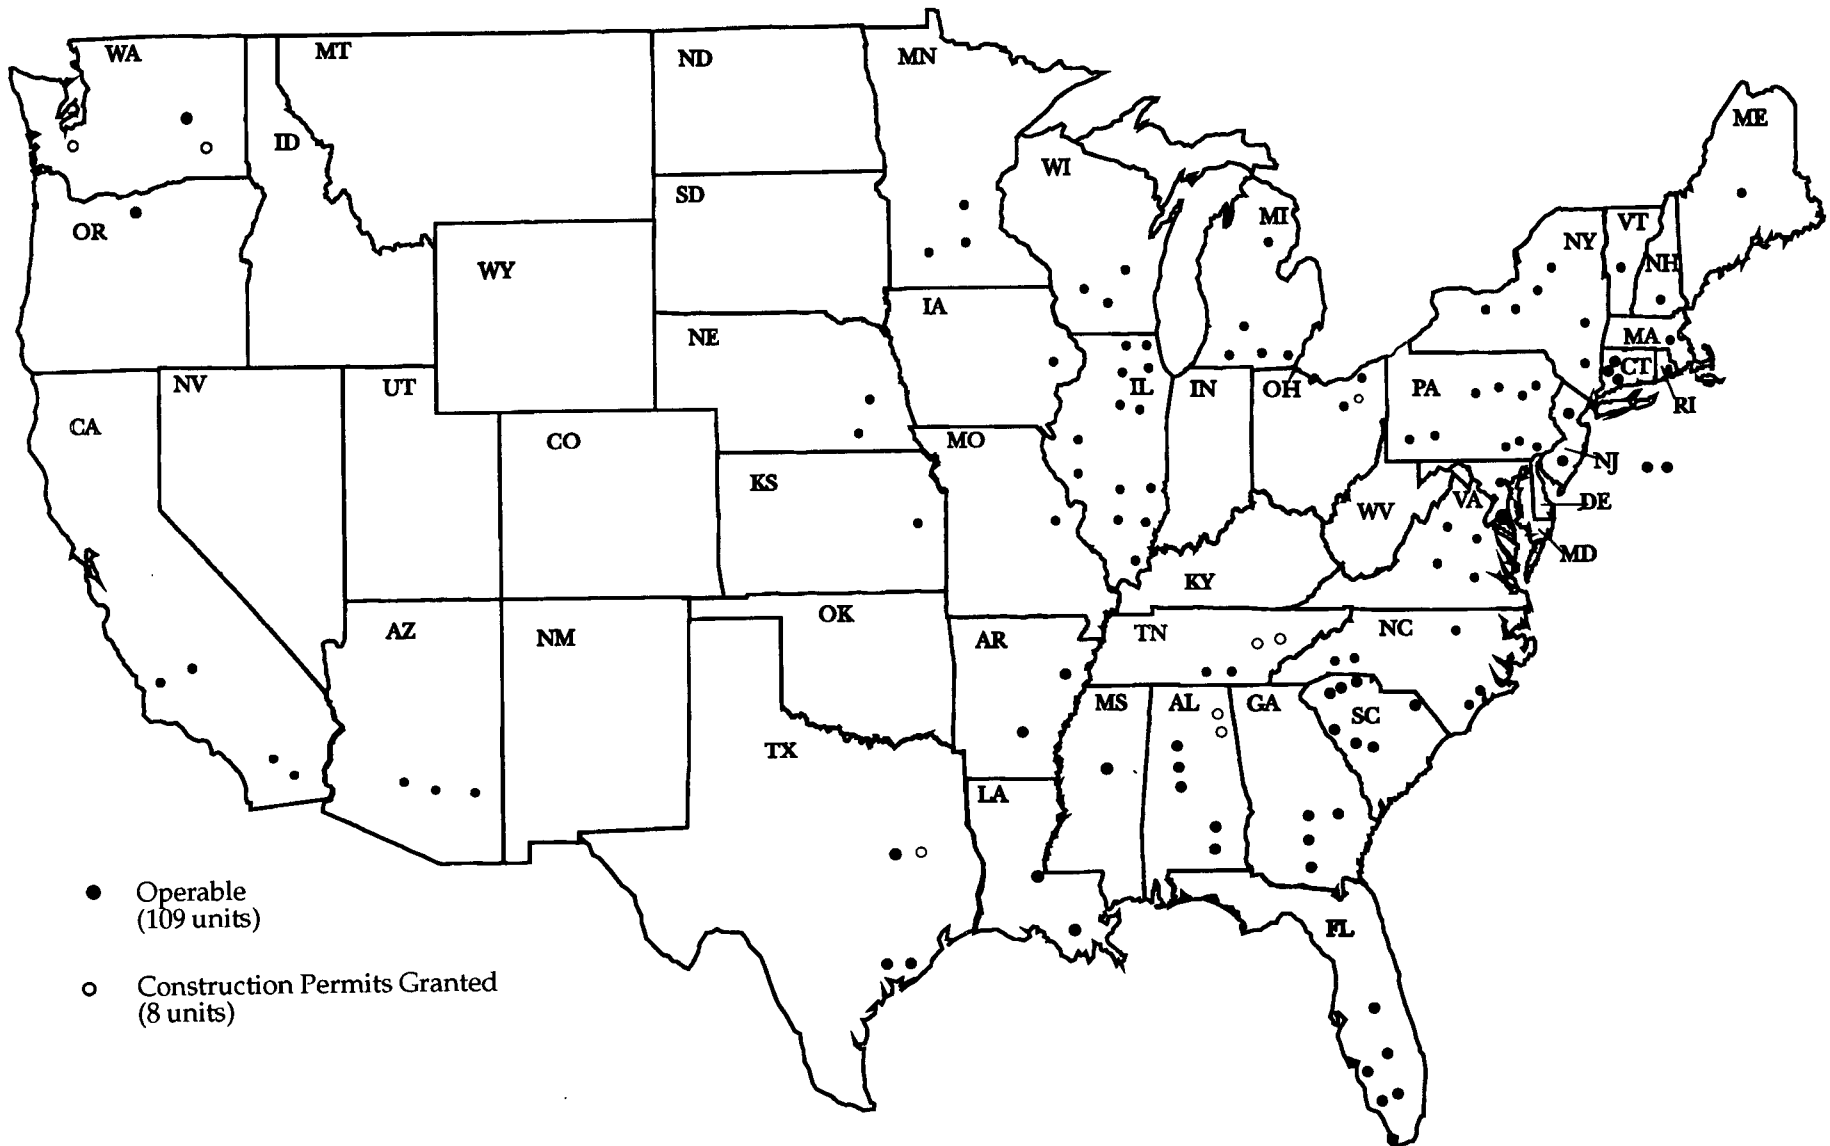 WA
MT
ND
MN
ME
ID
WI
SD
MI
OR
VT
NY
NH
WY
IA
NE
MA
NV
UT
IL
IN
OH
PA
CT
RI
CA
CO
MO
NJ
KS
VA
DE
WV
MD
KY
OK
AZ
NM
AR
TN
NC
MS
AL
GA
SC
TX
LA
FL
Operable
(109 units)
Construction Permits Granted
(8 units)